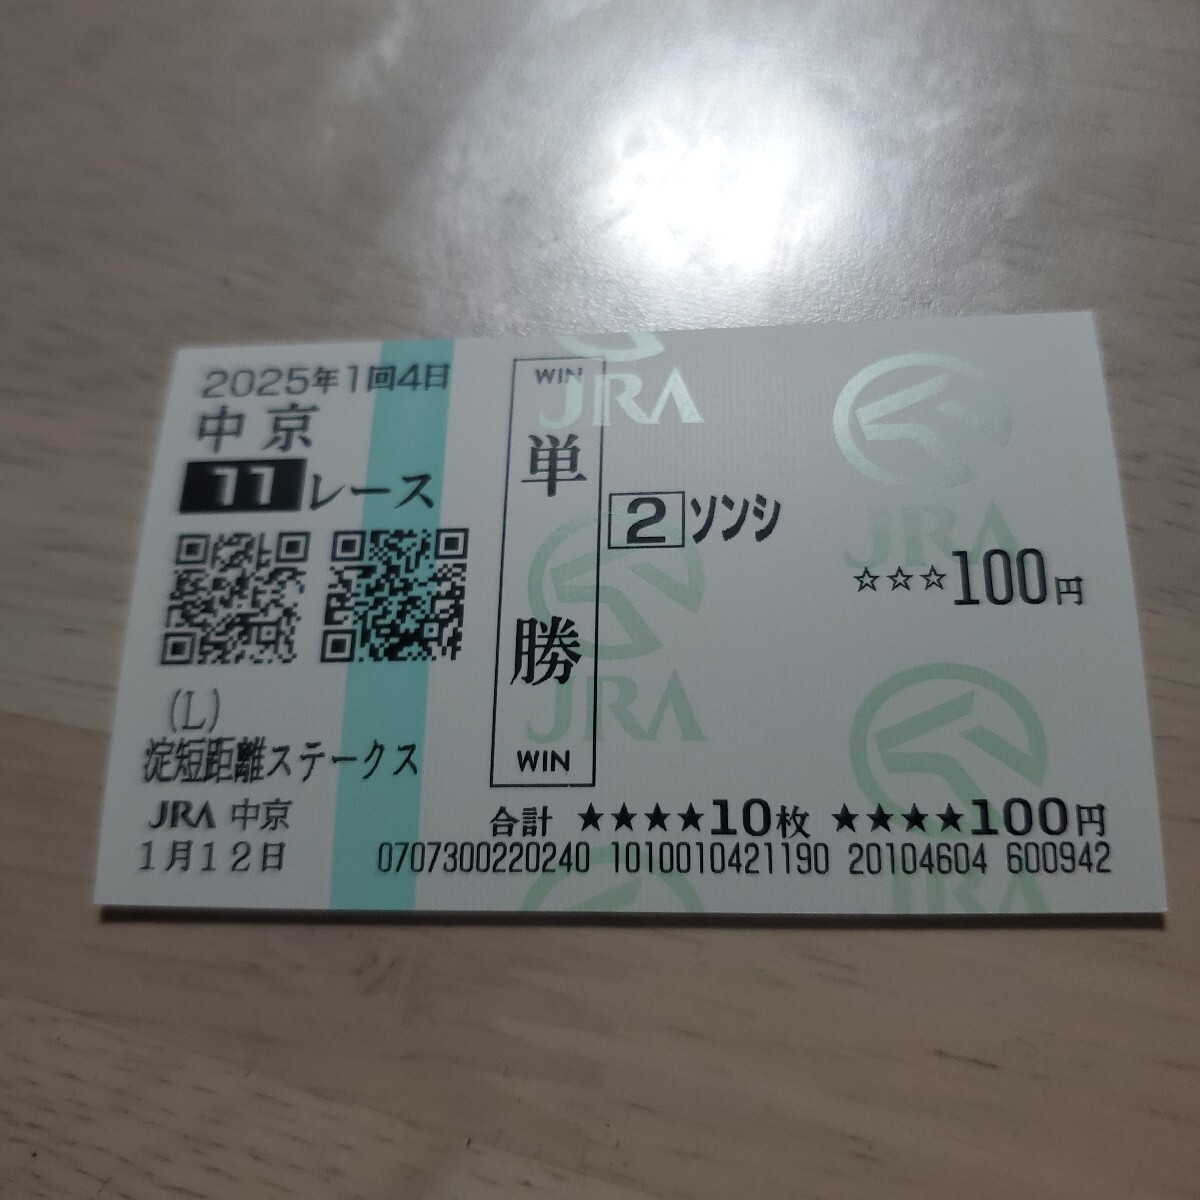 2025年1回4日
中京
11レース
(L)
淀短距離ステークス
JRA 中京
1月12日
WIN
単勝
WIN
2 ソンシ
☆☆☆100円
合計 ★★★★10枚 ★★★★100円
0707300220240 1010010421190 20104604 600942
JRA
JRA
JRA
JRA